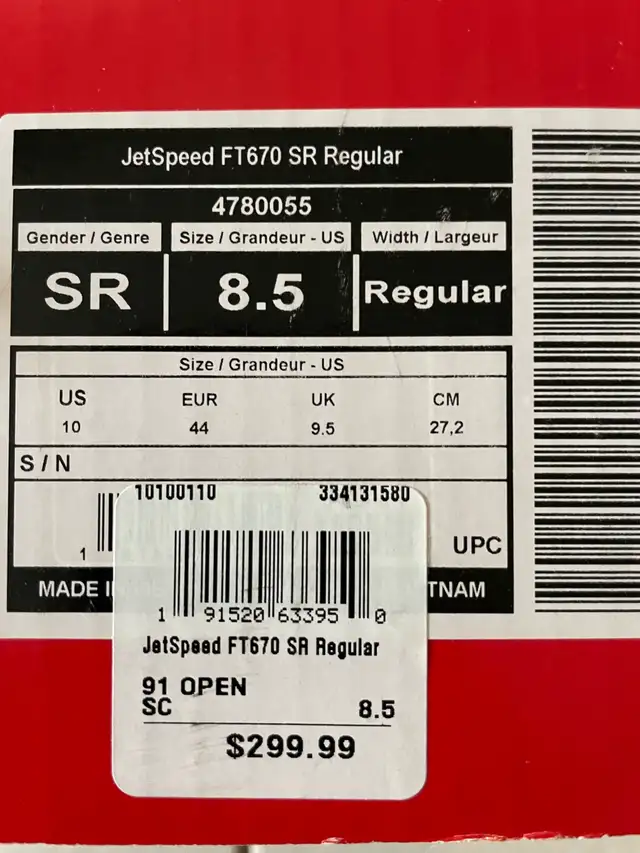 JetSpeed FT670 SR Regular
4780055
Gender / Genre Size / Grandeur - US Width / Largeur
SR 8.5 Regular
Size / Grandeur - US
US EUR UK CM
10 44 9.5 27,2
S / N
10100110 334131580
1 UPC
MADE TNAM
1 91520 63395 0
JetSpeed FT670 SR Regular
91 OPEN
SC 8.5
$299.99